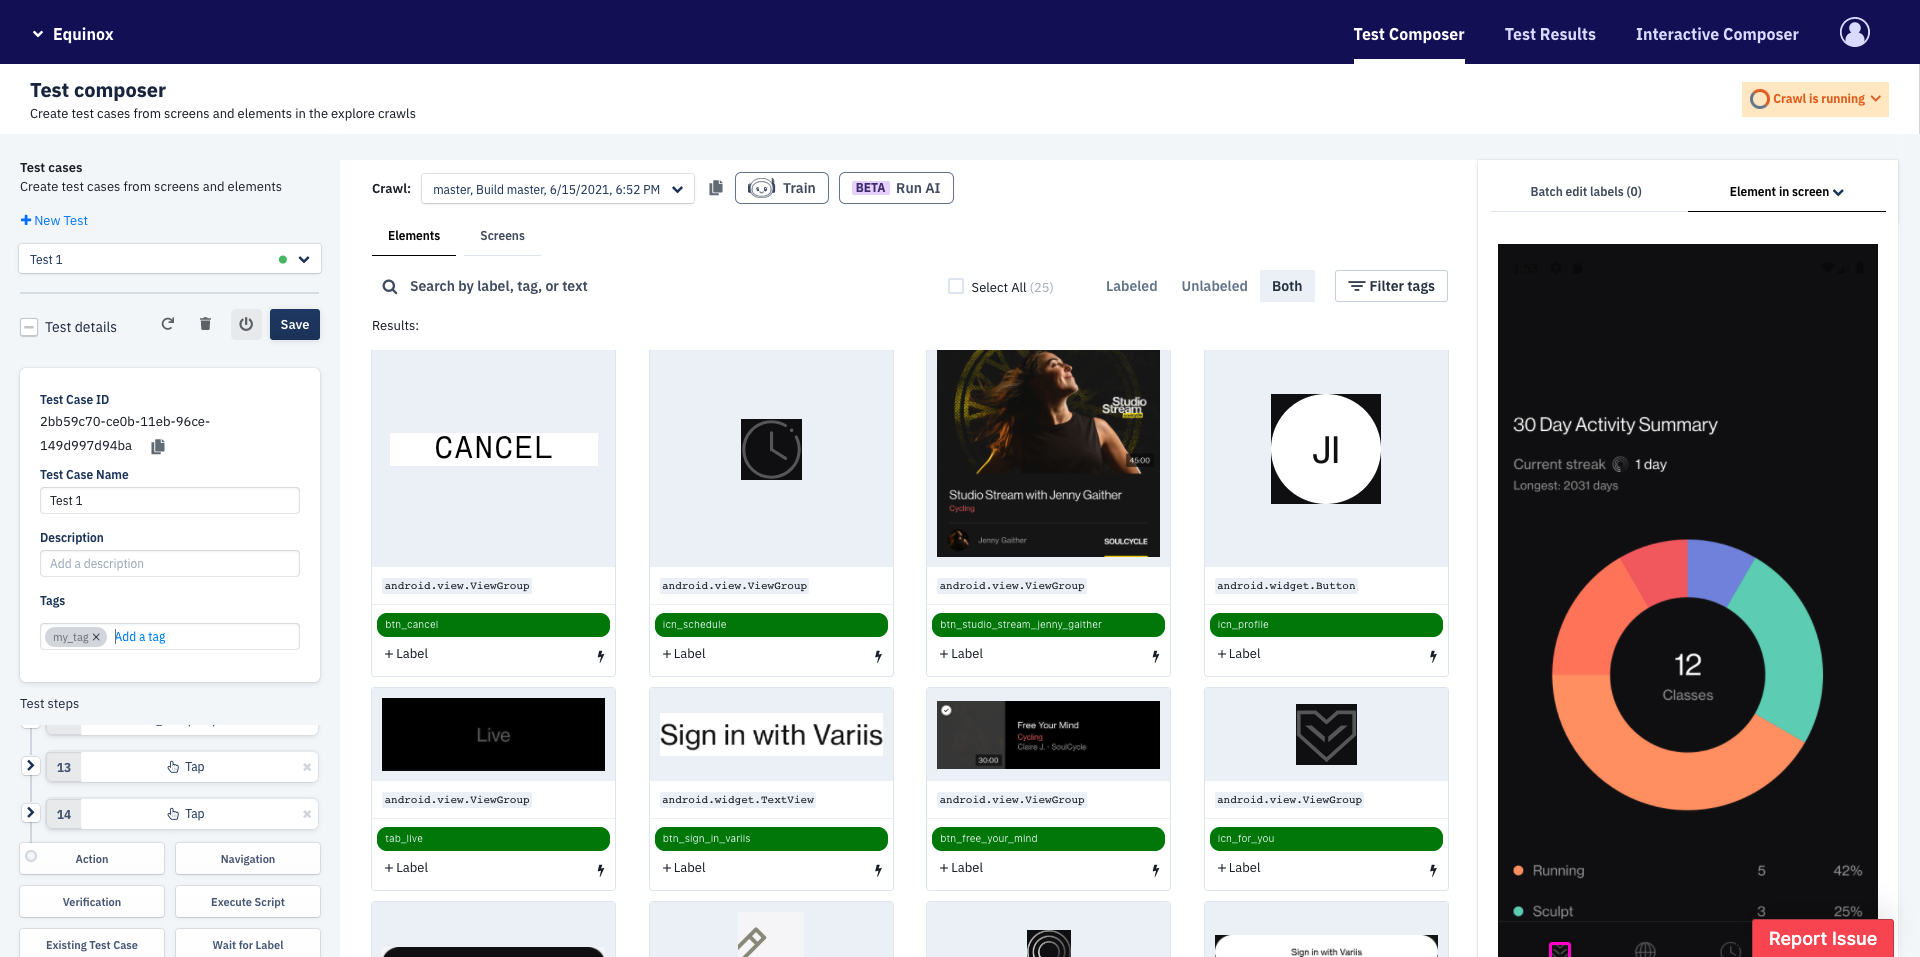 Equinox
Test Composer
Test Results
Interactive Composer
Test composer
Create test cases from screens and elements in the explore crawls
Crawl is running
Test cases
Create test cases from screens and elements
New Test
Test 1
Test details
Save
Test Case ID
2bb59c70-ce0b-11eb-96ce-
149d997d94ba
Test Case Name
Test 1
Description
Add a description
Tags
my_tag
Add a tag
Test steps
13 Tap
14 Tap
Action
Navigation
Verification
Execute Script
Existing Test Case
Wait for Label
Crawl:
master, Build master, 6/15/2021, 6:52 PM
Train
BETA Run AI
Elements
Screens
Search by label, tag, or text
Select All (25)
Labeled
Unlabeled
Both
Filter tags
Results:
CANCEL
android.view.ViewGroup
btn_cancel
+ Label
android.view.ViewGroup
icn_schedule
+ Label
Studio
Stream
45:00
Studio Stream with Jenny Gaither
Cycling
Jenny Gaither
SOULCYCLE
android.view.ViewGroup
btn_studio_stream_jenny_gaither
+ Label
JI
android.widget.Button
icn_profile
+ Label
Live
android.view.ViewGroup
tab_live
+ Label
Sign in with Variis
android.widget.TextView
btn_sign_in_variis
+ Label
Free Your Mind
Cycling
Claire J. · SoulCycle
30:00
android.view.ViewGroup
btn_free_your_mind
+ Label
android.view.ViewGroup
icn_for_you
+ Label
Sign in with Variis
Batch edit labels (0)
Element in screen
30 Day Activity Summary
Current streak 1 day
Longest: 2031 days
12
Classes
Running 5 42%
Sculpt 3 25%
Report Issue